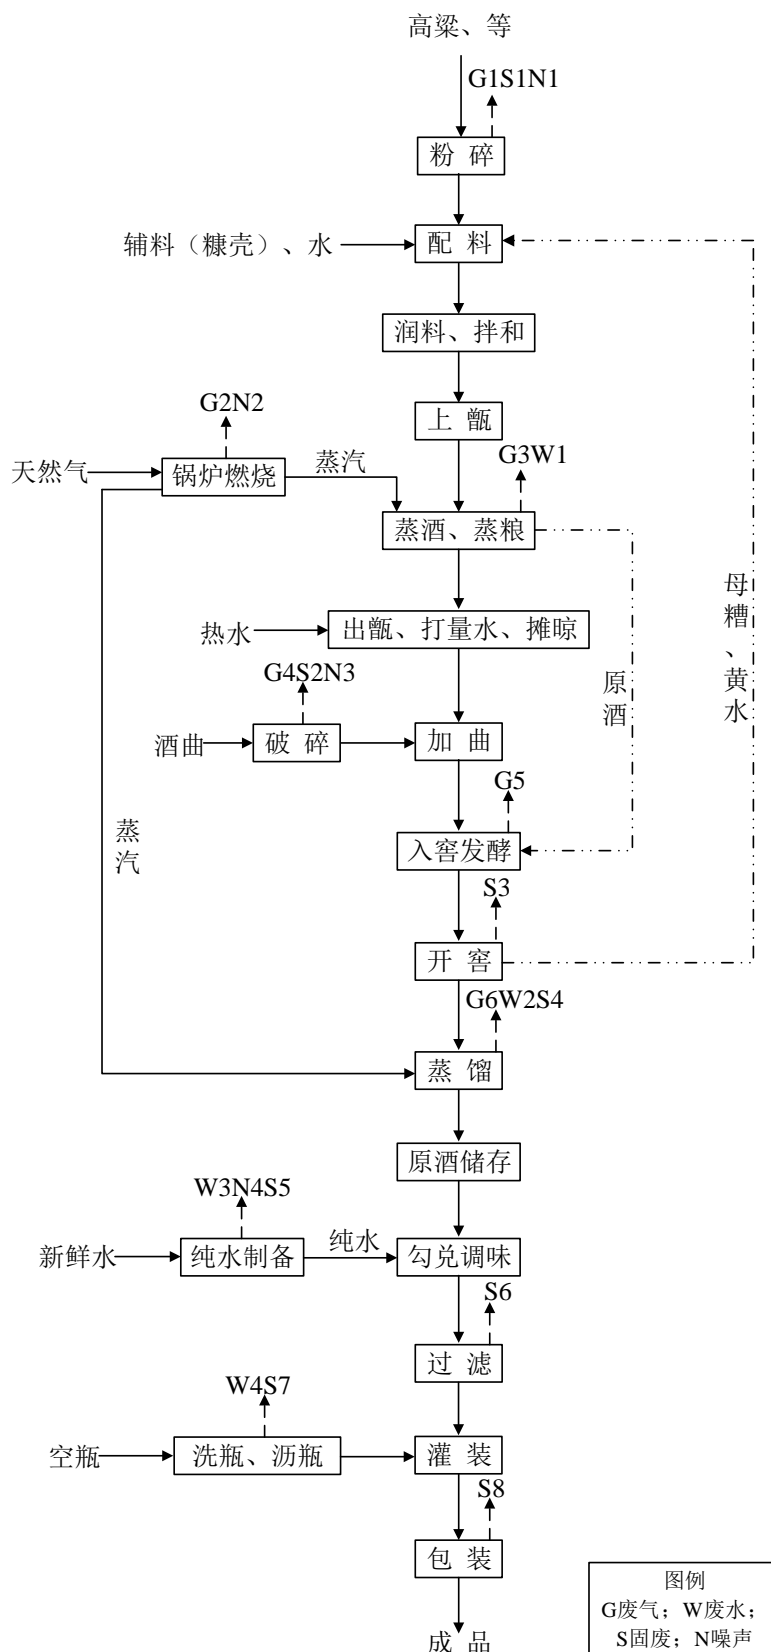 高粱、等
G1S1N1
粉碎
辅料（糠壳）、水
配料
润料、拌和
上甑
G2N2
天然气
锅炉燃烧
蒸汽
G3W1
蒸酒、蒸粮
热水
出甑、打量水、摊晾
母糟、黄水
原酒
G4S2N3
酒曲
破碎
加曲
G5
蒸汽
入窖发酵
S3
开窖
G6W2S4
蒸馏
原酒储存
W3N4S5
新鲜水
纯水制备
纯水
勾兑调味
S6
过滤
W4S7
空瓶
洗瓶、沥瓶
灌装
S8
包装
成品
图例
G废气；W废水；
S固废；N噪声